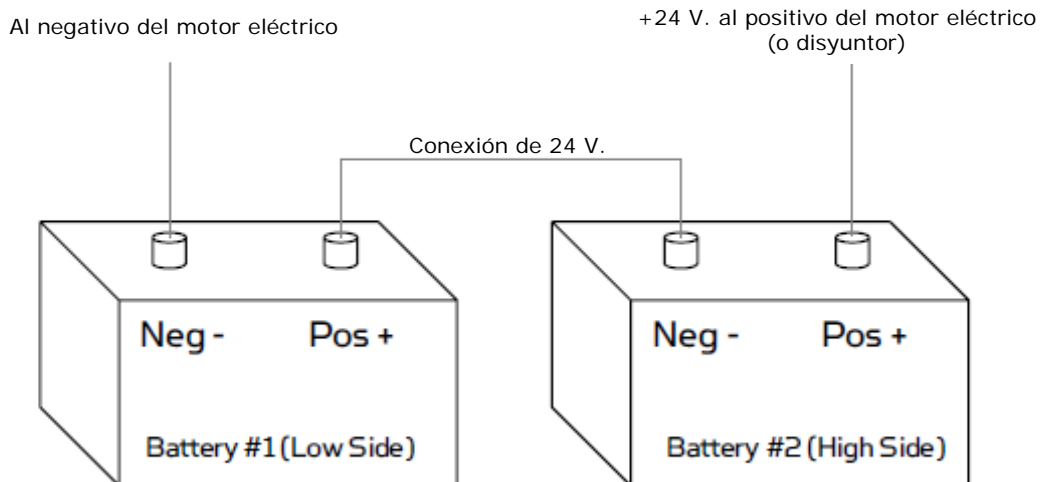 Al negativo del motor eléctrico
+24 V. al positivo del motor eléctrico
(o disyuntor)
Conexión de 24 V.
Neg - Pos +
Neg - Pos +
Battery #1 (Low Side)
Battery #2 (High Side)